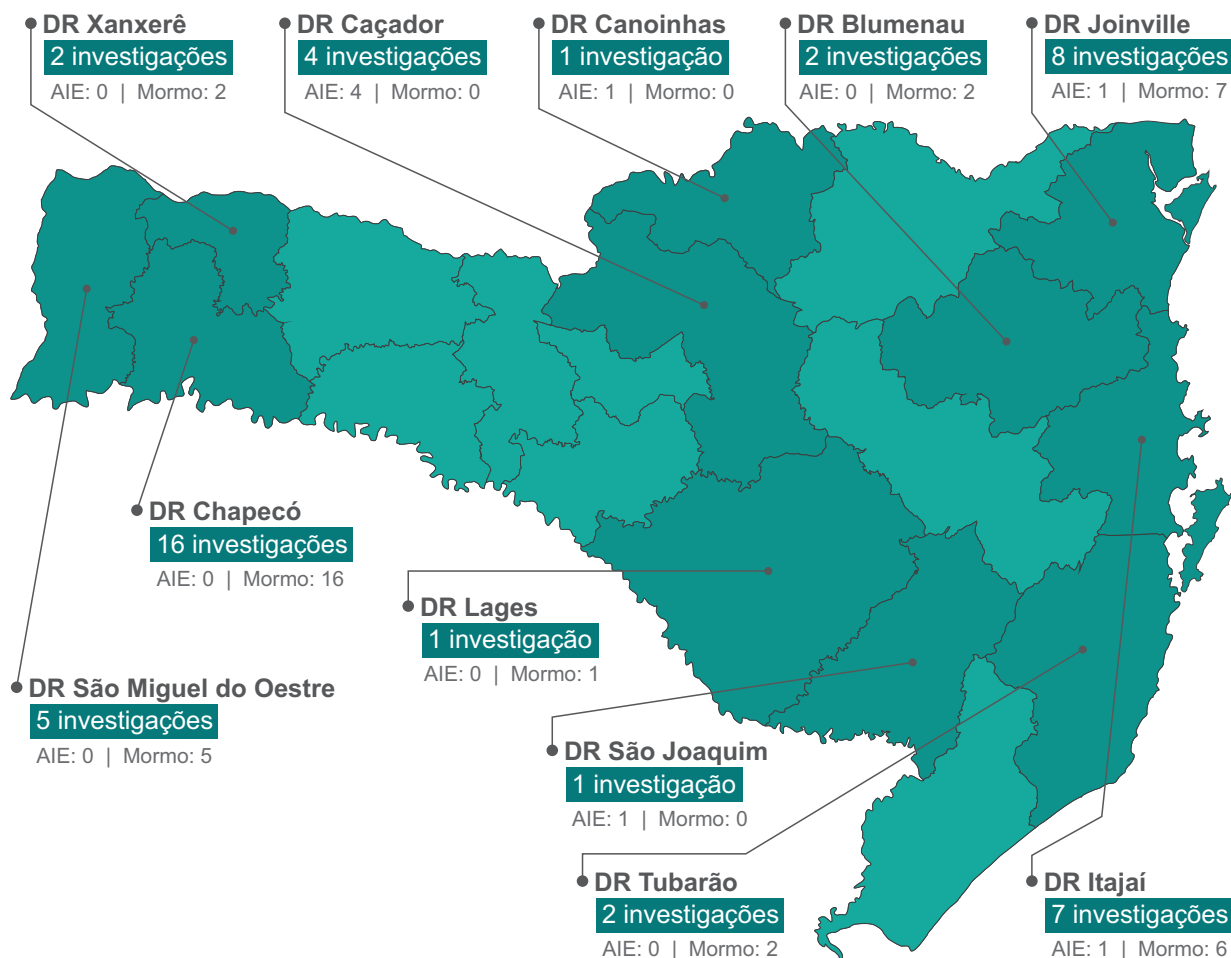 DR Xanxerê
2 investigações
AIE: 0 | Mormo: 2
DR Caçador
4 investigações
AIE: 4 | Mormo: 0
DR Canoinhas
1 investigação
AIE: 1 | Mormo: 0
DR Blumenau
2 investigações
AIE: 0 | Mormo: 2
DR Joinville
8 investigações
AIE: 1 | Mormo: 7
DR Chapecó
16 investigações
AIE: 0 | Mormo: 16
DR Lages
1 investigação
AIE: 0 | Mormo: 1
DR São Miguel do Oestre
5 investigações
AIE: 0 | Mormo: 5
DR São Joaquim
1 investigação
AIE: 1 | Mormo: 0
DR Tubarão
2 investigações
AIE: 0 | Mormo: 2
DR Itajaí
7 investigações
AIE: 1 | Mormo: 6